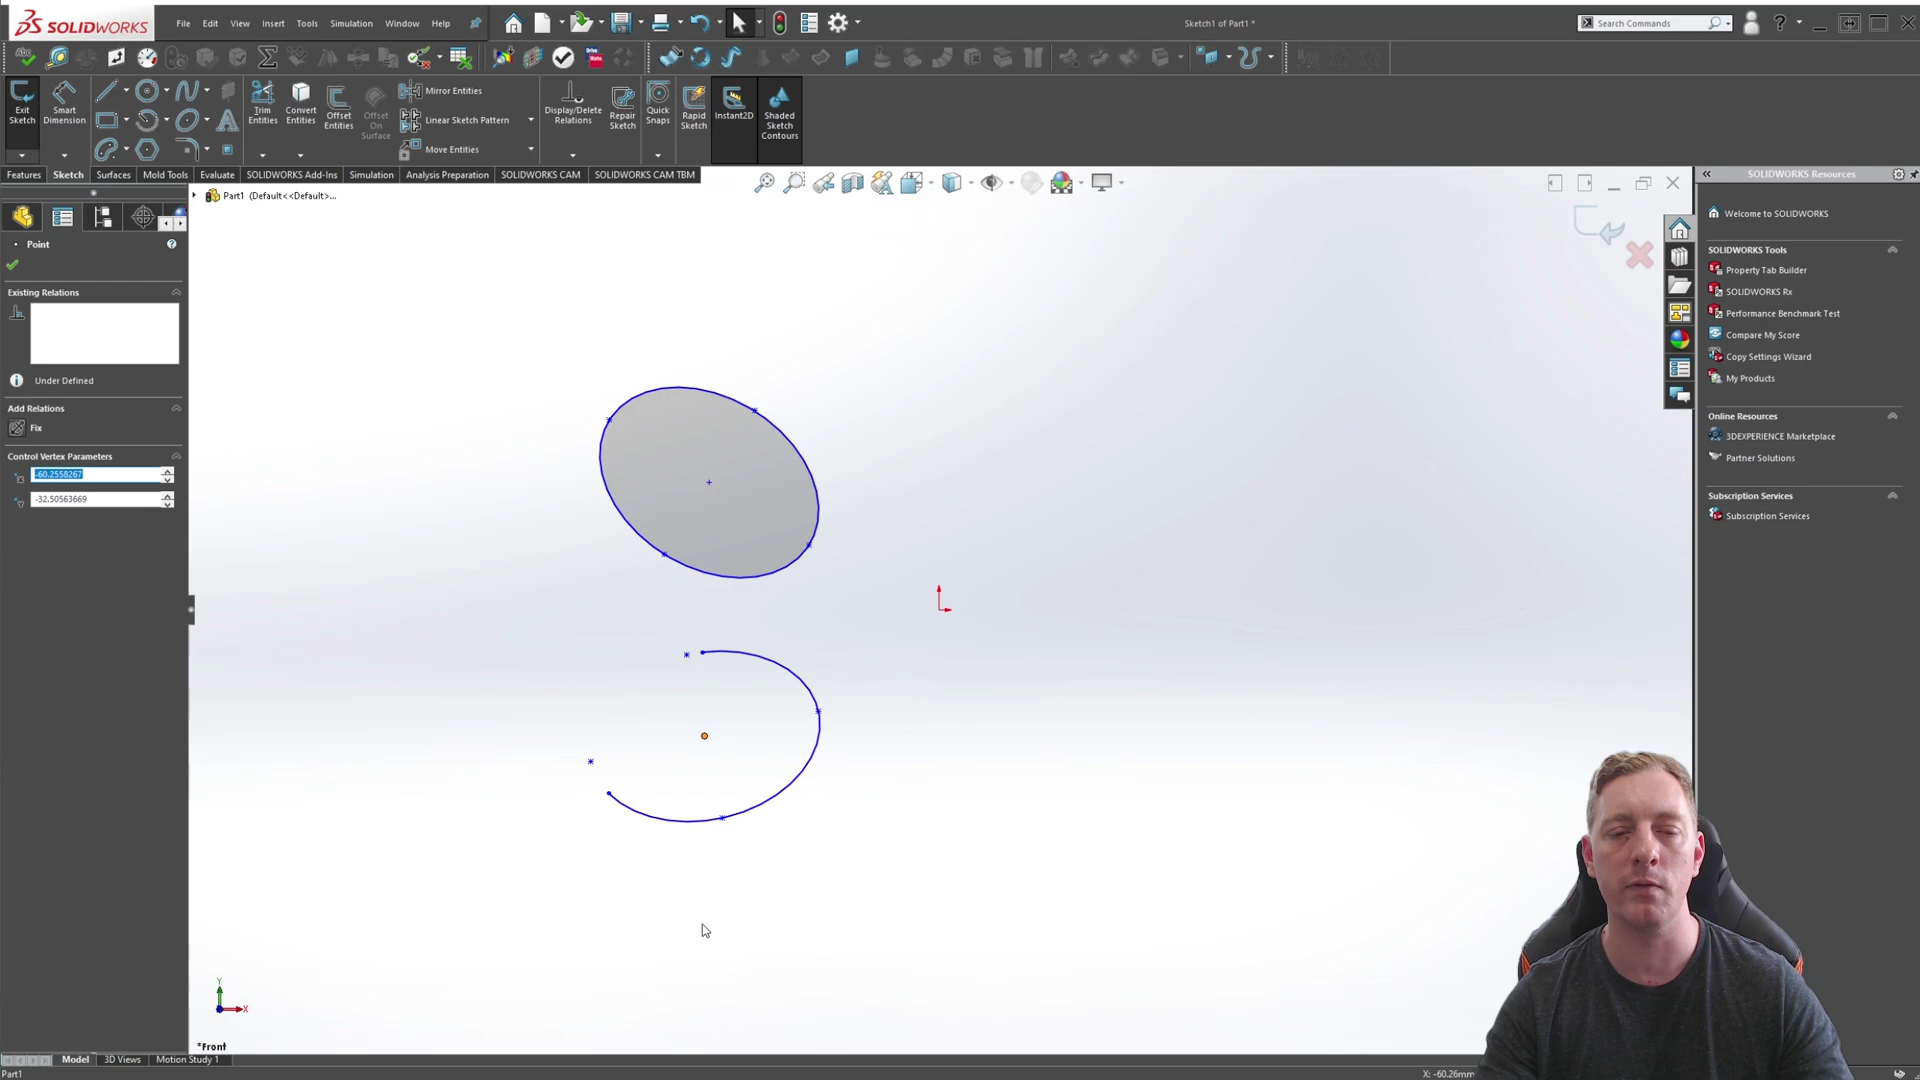 SOLIDWORKS
File Edit View Insert Tools Simulation Window Help
Sketch1 of Part1 *
Search Commands
Exit Sketch
Smart Dimension
Trim Entities
Convert Entities
Offset Entities
Offset On Surface
Mirror Entities
Linear Sketch Pattern
Move Entities
Display/Delete Relations
Repair Sketch
Quick Snaps
Rapid Sketch
Instant2D
Shaded Sketch Contours
Features Sketch Surfaces Mold Tools Evaluate SOLIDWORKS Add-Ins Simulation Analysis Preparation SOLIDWORKS CAM SOLIDWORKS CAM TBM
Part1 (Default<<Default>...
Point
Existing Relations
Under Defined
Add Relations
Fix
Control Vertex Parameters
-60.2558267
-32.50563669
SOLIDWORKS Resources
Welcome to SOLIDWORKS
SOLIDWORKS Tools
Property Tab Builder
SOLIDWORKS Rx
Performance Benchmark Test
Compare My Score
Copy Settings Wizard
My Products
Online Resources
3DEXPERIENCE Marketplace
Partner Solutions
Subscription Services
Subscription Services
Y
X
*Front
Model 3D Views Motion Study 1
Part1
X: -60.26mm